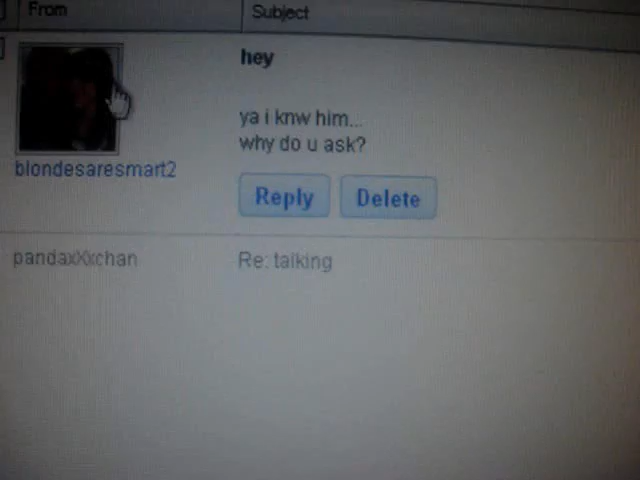 From Subject
hey
ya i knw him...
why do u ask?
blondesaresmart2
Reply Delete
pandaxXxchan Re: talking